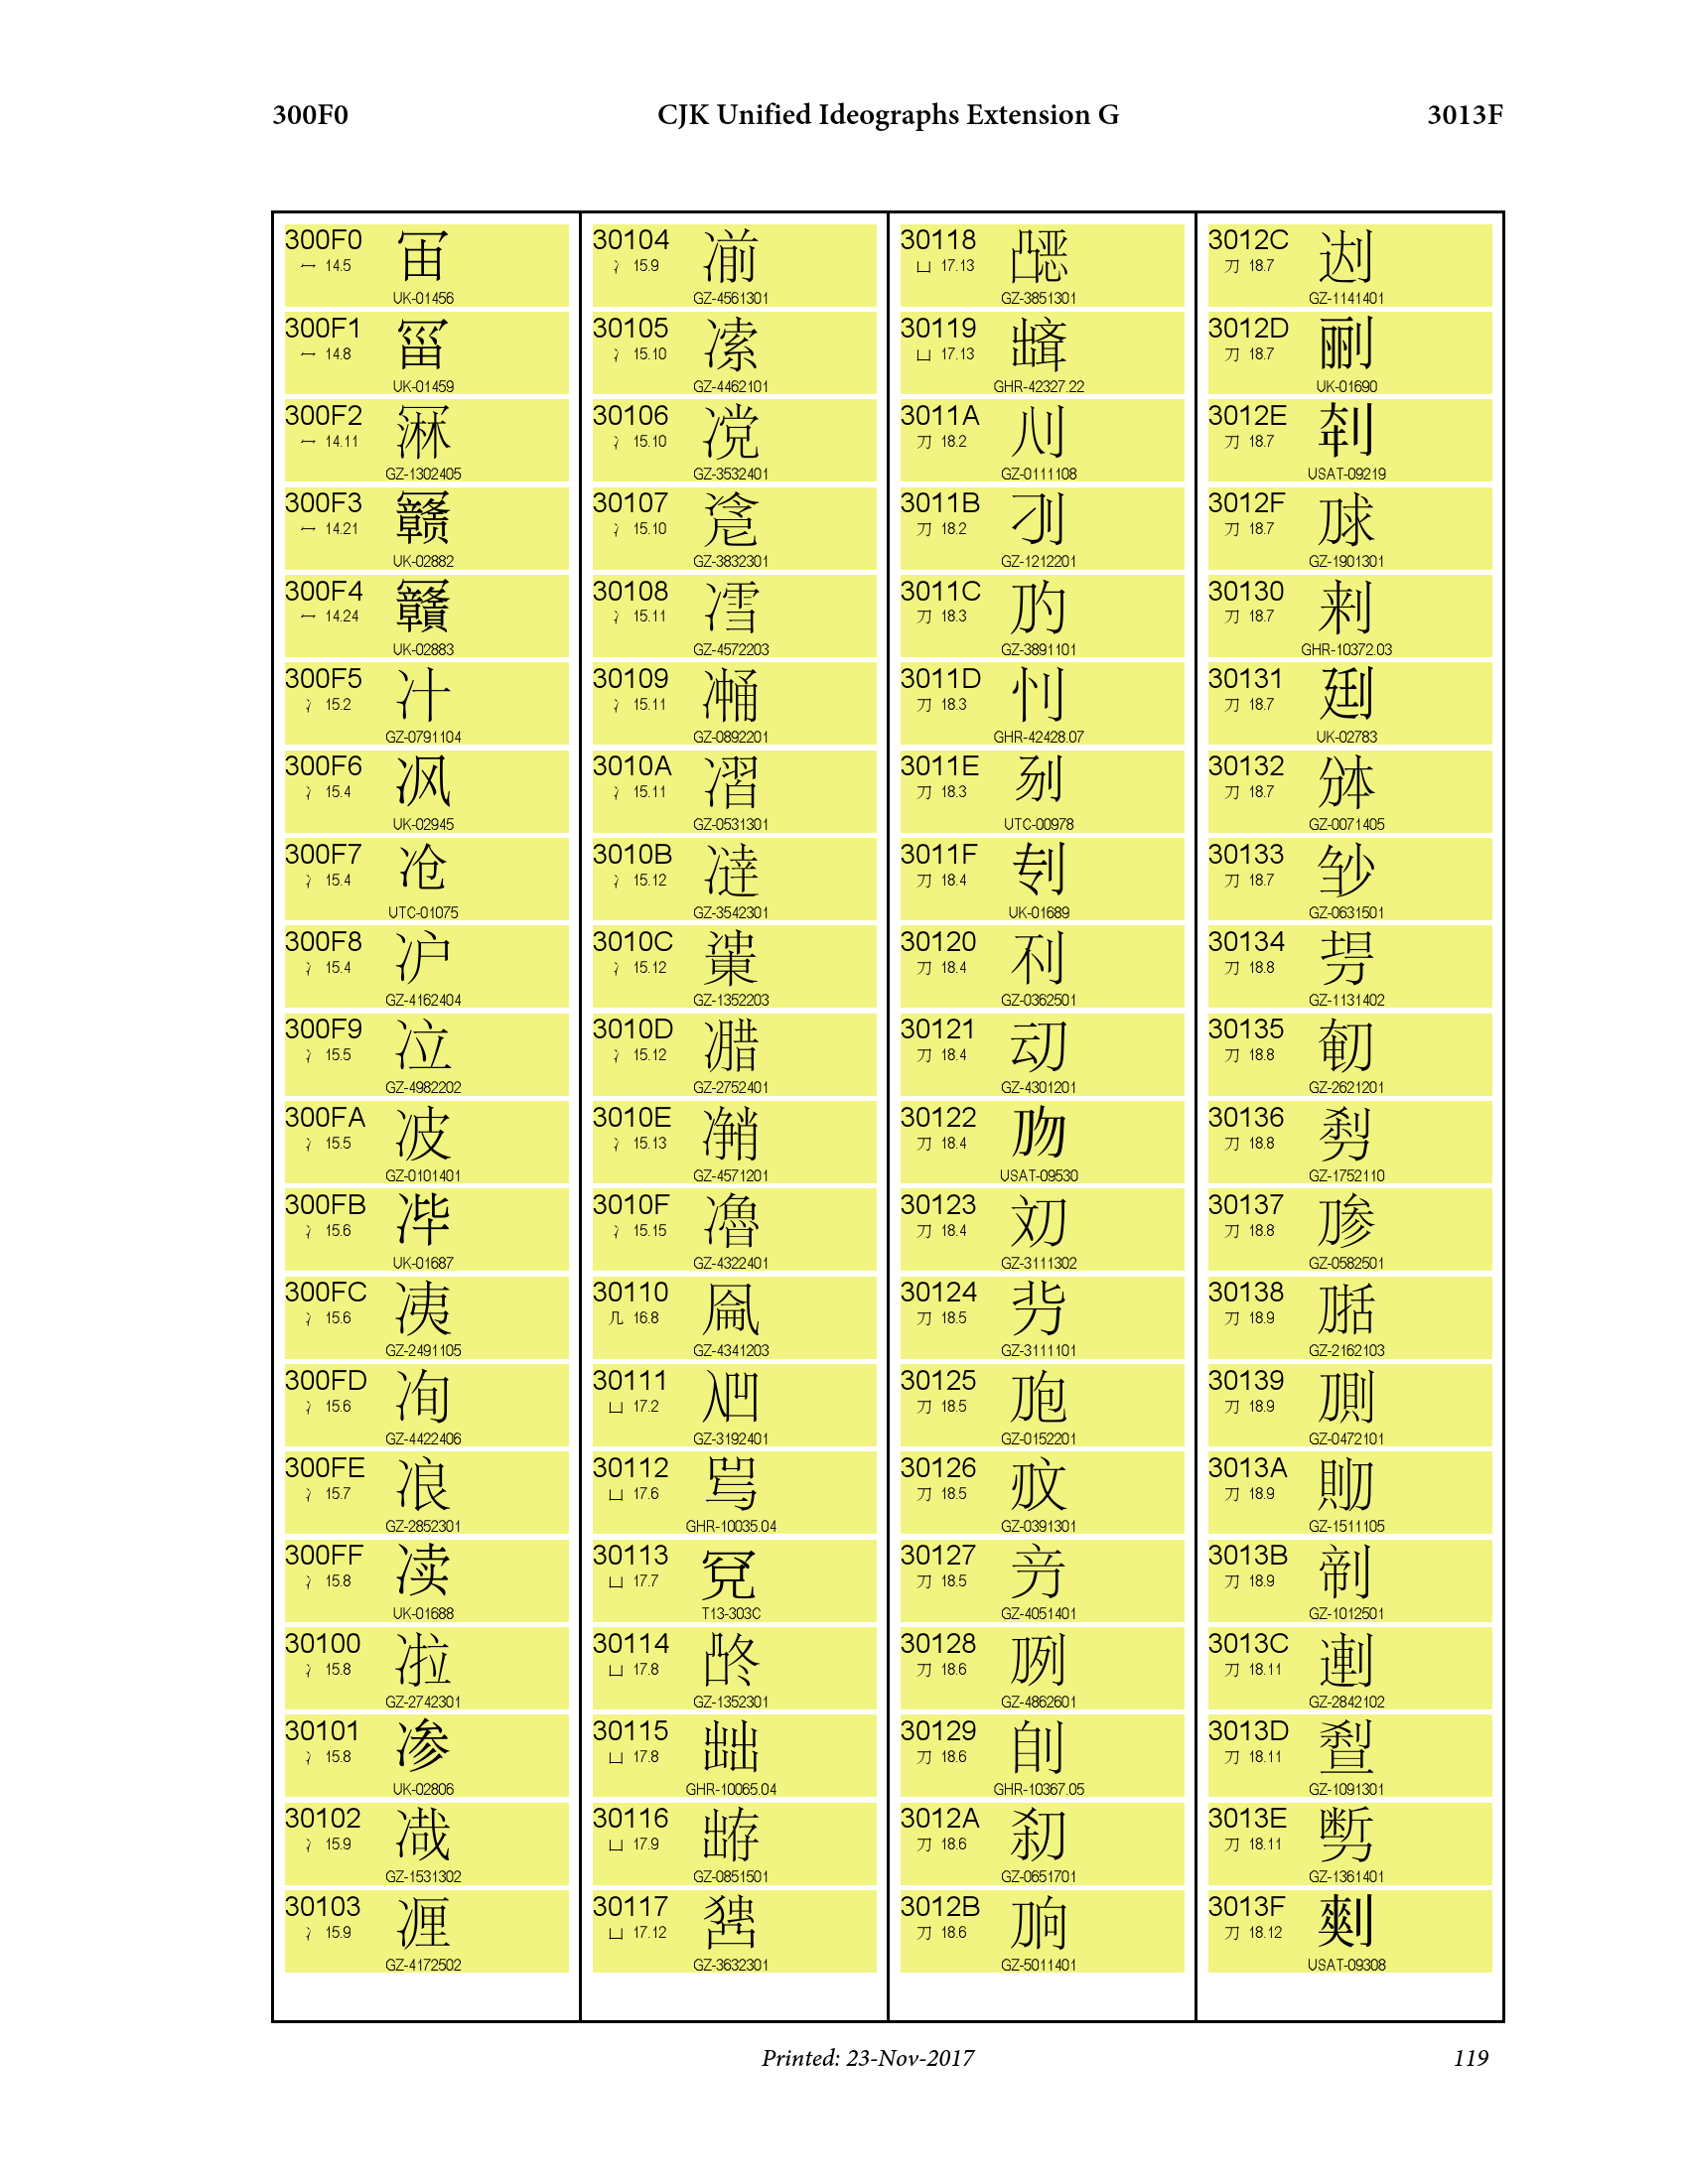 300F0 CJK Unified Ideographs Extension G 3013F
300F0
冖 14.5
UK-01456
300F1
冖 14.8
UK-01459
300F2
冖 14.11
GZ-1302405
300F3
冖 14.21
UK-02882
300F4
冖 14.24
UK-02883
300F5
冫 15.2
GZ-0791104
300F6
冫 15.4
UK-02945
300F7
冫 15.4
UTC-01075
300F8
冫 15.4
GZ-4162404
300F9
冫 15.5
GZ-4982202
300FA
冫 15.5
GZ-0101401
300FB
冫 15.6
UK-01687
300FC
冫 15.6
GZ-2491105
300FD
冫 15.6
GZ-4422406
300FE
冫 15.7
GZ-2852301
300FF
冫 15.8
UK-01688
30100
冫 15.8
GZ-2742301
30101
冫 15.8
UK-02806
30102
冫 15.9
GZ-1531302
30103
冫 15.9
GZ-4172502
30104
冫 15.9
GZ-4561301
30105
冫 15.10
GZ-4462101
30106
冫 15.10
GZ-3532401
30107
冫 15.10
GZ-3832301
30108
冫 15.11
GZ-4572203
30109
冫 15.11
GZ-0892201
3010A
冫 15.11
GZ-0531301
3010B
冫 15.12
GZ-3542301
3010C
冫 15.12
GZ-1352203
3010D
冫 15.12
GZ-2752401
3010E
冫 15.13
GZ-4571201
3010F
冫 15.15
GZ-4322401
30110
几 16.8
GZ-4341203
30111
凵 17.2
GZ-3192401
30112
凵 17.6
GHR-10035.04
30113
凵 17.7
T13-303C
30114
凵 17.8
GZ-1352301
30115
凵 17.8
GHR-10065.04
30116
凵 17.9
GZ-0851501
30117
凵 17.12
GZ-3632301
30118
凵 17.13
GZ-3851301
30119
凵 17.13
GHR-42327.22
3011A
刀 18.2
GZ-0111108
3011B
刀 18.2
GZ-1212201
3011C
刀 18.3
GZ-3891101
3011D
刀 18.3
GHR-42428.07
3011E
刀 18.3
UTC-00978
3011F
刀 18.4
UK-01689
30120
刀 18.4
GZ-0362501
30121
刀 18.4
GZ-4301201
30122
刀 18.4
USAT-09530
30123
刀 18.4
GZ-3111302
30124
刀 18.5
GZ-3111101
30125
刀 18.5
GZ-0152201
30126
刀 18.5
GZ-0391301
30127
刀 18.5
GZ-4051401
30128
刀 18.6
GZ-4862601
30129
刀 18.6
GHR-10367.05
3012A
刀 18.6
GZ-0651701
3012B
刀 18.6
GZ-5011401
3012C
刀 18.7
GZ-1141401
3012D
刀 18.7
UK-01690
3012E
刀 18.7
USAT-09219
3012F
刀 18.7
GZ-1901301
30130
刀 18.7
GHR-10372.03
30131
刀 18.7
UK-02783
30132
刀 18.7
GZ-0071405
30133
刀 18.7
GZ-0631501
30134
刀 18.8
GZ-1131402
30135
刀 18.8
GZ-2621201
30136
刀 18.8
GZ-1752110
30137
刀 18.8
GZ-0582501
30138
刀 18.9
GZ-2162103
30139
刀 18.9
GZ-0472101
3013A
刀 18.9
GZ-1511105
3013B
刀 18.9
GZ-1012501
3013C
刀 18.11
GZ-2842102
3013D
刀 18.11
GZ-1091301
3013E
刀 18.11
GZ-1361401
3013F
刀 18.12
USAT-09308
Printed: 23-Nov-2017 119